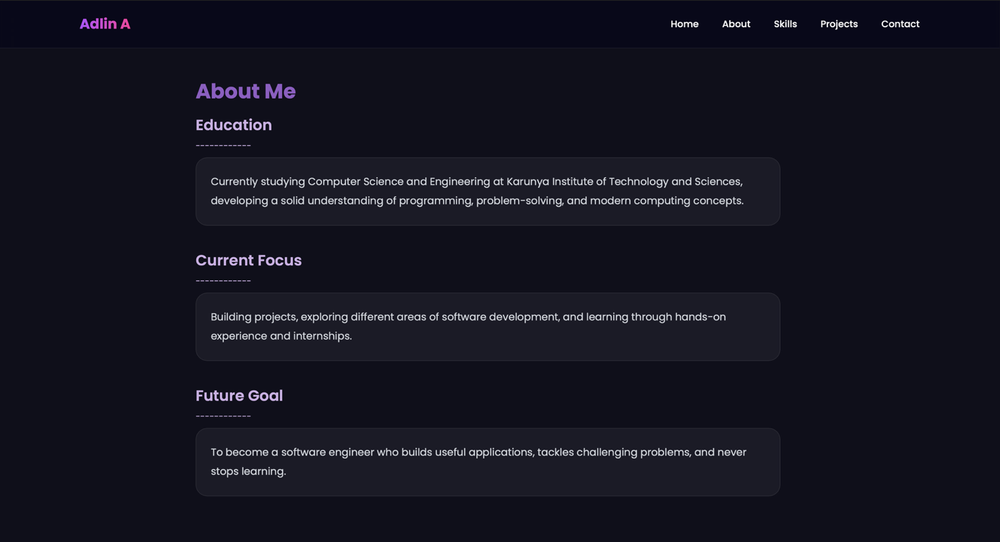 Adlin A
Home About Skills Projects Contact
About Me
Education
------------
Currently studying Computer Science and Engineering at Karunya Institute of Technology and Sciences,
developing a solid understanding of programming, problem-solving, and modern computing concepts.
Current Focus
------------
Building projects, exploring different areas of software development, and learning through hands-on
experience and internships.
Future Goal
------------
To become a software engineer who builds useful applications, tackles challenging problems, and never
stops learning.